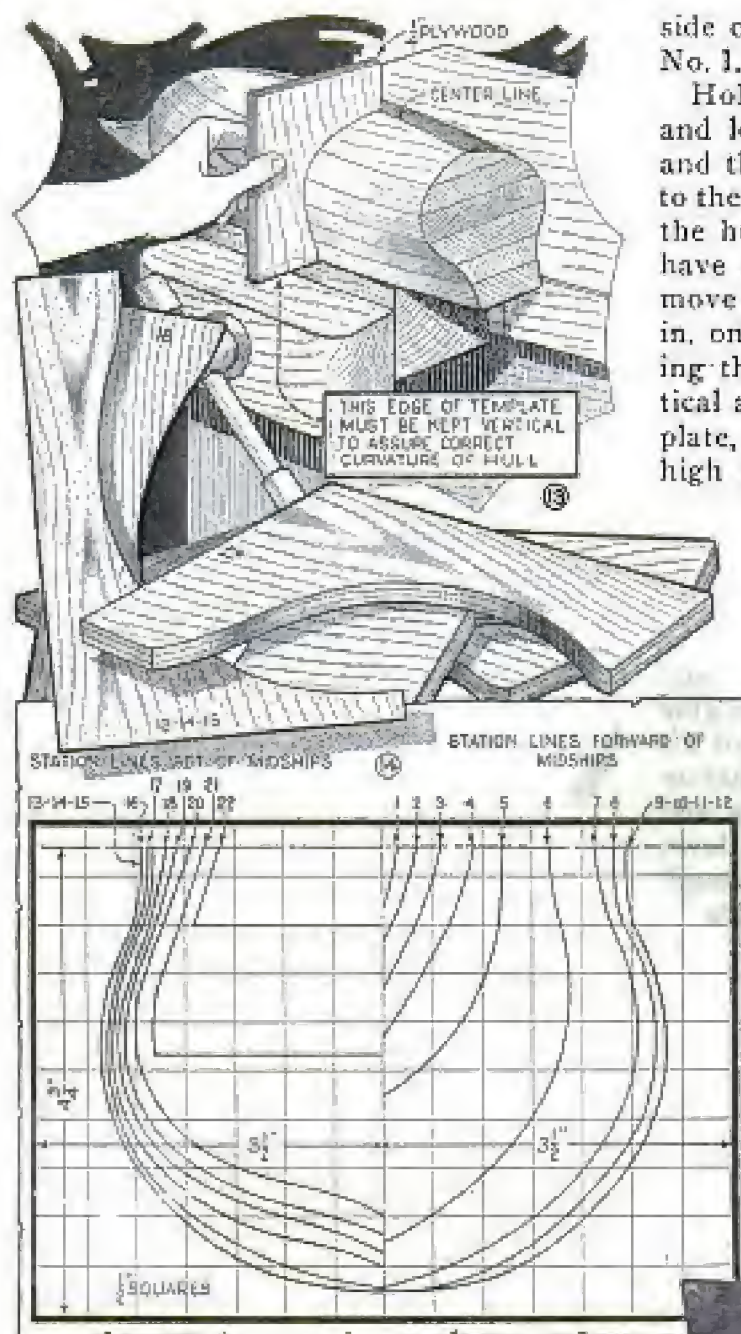 ½" PLYWOOD
CENTER LINE
side
No. 1.
Hol
and l
and th
to the
the h
have
move
in, on
ing th
tical a
plate,
high
16
THIS EDGE OF TEMPLATE
MUST BE KEPT VERTICAL
TO ASSURE CORRECT
CURVATURE OF HULL
13
13-14-15
STATION LINES AFT OF MIDSHIPS
14
STATION LINES FORWARD OF
MIDSHIPS
13-14-15 16 17 18 19 20 21 22
1 2 3 4 5 6 7 8 9-10-11-12
3½"
3½"
½" SQUARES